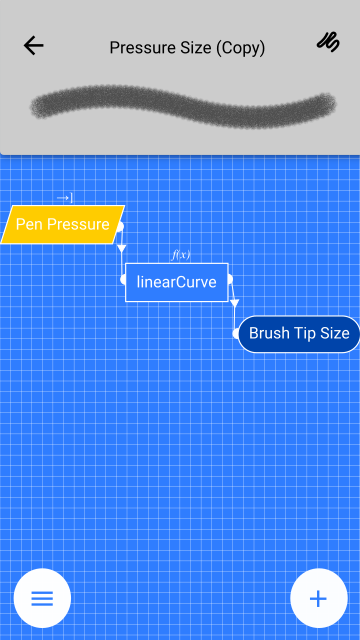 Pressure Size (Copy)
→]
Pen Pressure
f(x)
linearCurve
Brush Tip Size